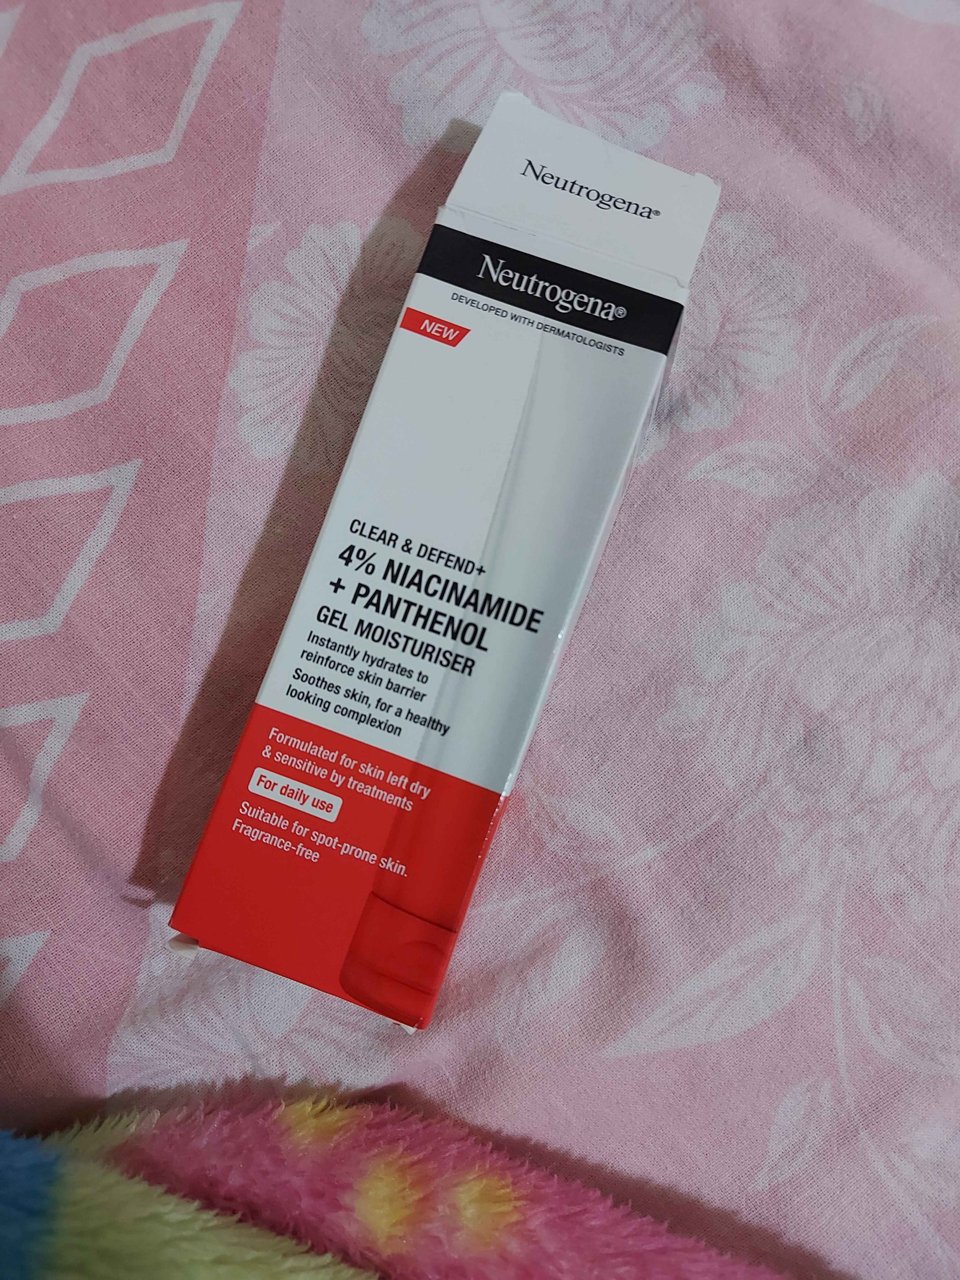 Neutrogena®
Neutrogena®
DEVELOPED WITH DERMATOLOGISTS
NEW
CLEAR & DEFEND+
4% NIACINAMIDE
+ PANTHENOL
GEL MOISTURISER
Instantly hydrates to
reinforce skin barrier
Soothes skin, for a healthy
looking complexion
Formulated for skin left dry
& sensitive by treatments
For daily use
Suitable for spot-prone skin.
Fragrance-free